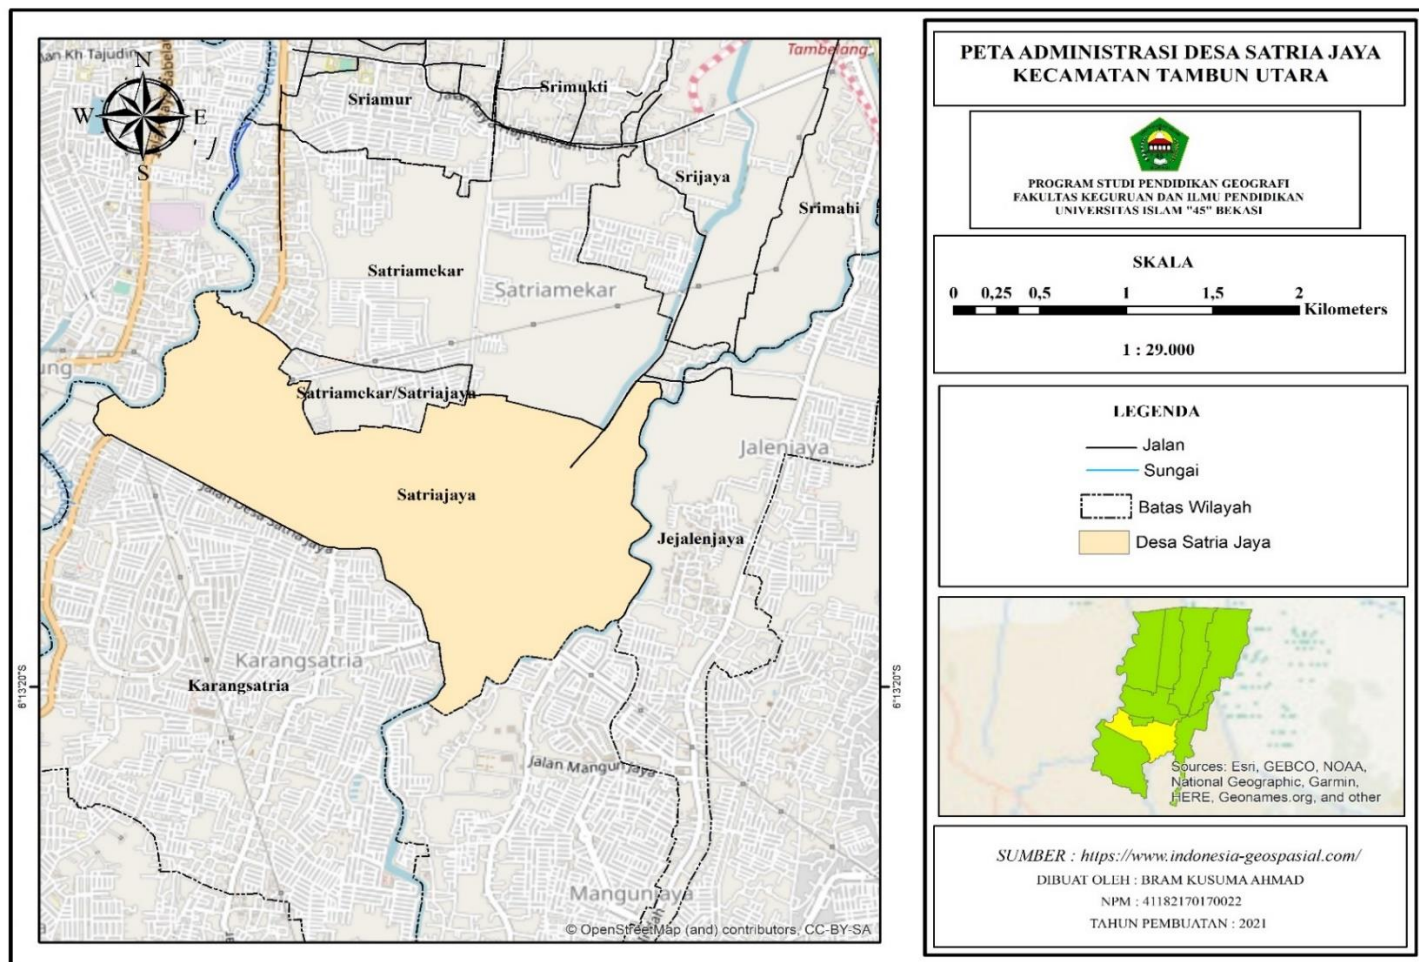 an Kh Tajudin
N
W
E
S
Sriamur
Srimukti
Tambelang
Srijaya
Srimahi
Satriamekar
Satriamekar
ung
Satriamekar/Satriajaya
Jalenjaya
Satriajaya
Jalan Desa Satria Jaya
Jejalenjaya
Karangsatria
Karangsatria
6°13'20"S
6°13'20"S
Jalan Mangunjaya
Mangunjaya
© OpenStreetMap (and) contributors, CC-BY-SA
PETA ADMINISTRASI DESA SATRIA JAYA
KECAMATAN TAMBUN UTARA
PROGRAM STUDI PENDIDIKAN GEOGRAFI
FAKULTAS KEGURUAN DAN ILMU PENDIDIKAN
UNIVERSITAS ISLAM "45" BEKASI
SKALA
0 0,25 0,5 1 1,5 2
Kilometers
1 : 29.000
LEGENDA
Jalan
Sungai
Batas Wilayah
Desa Satria Jaya
Sources: Esri, GEBCO, NOAA,
National Geographic, Garmin,
HERE, Geonames.org, and other
SUMBER : https://www.indonesia-geospasial.com/
DIBUAT OLEH : BRAM KUSUMA AHMAD
NPM : 41182170170022
TAHUN PEMBUATAN : 2021